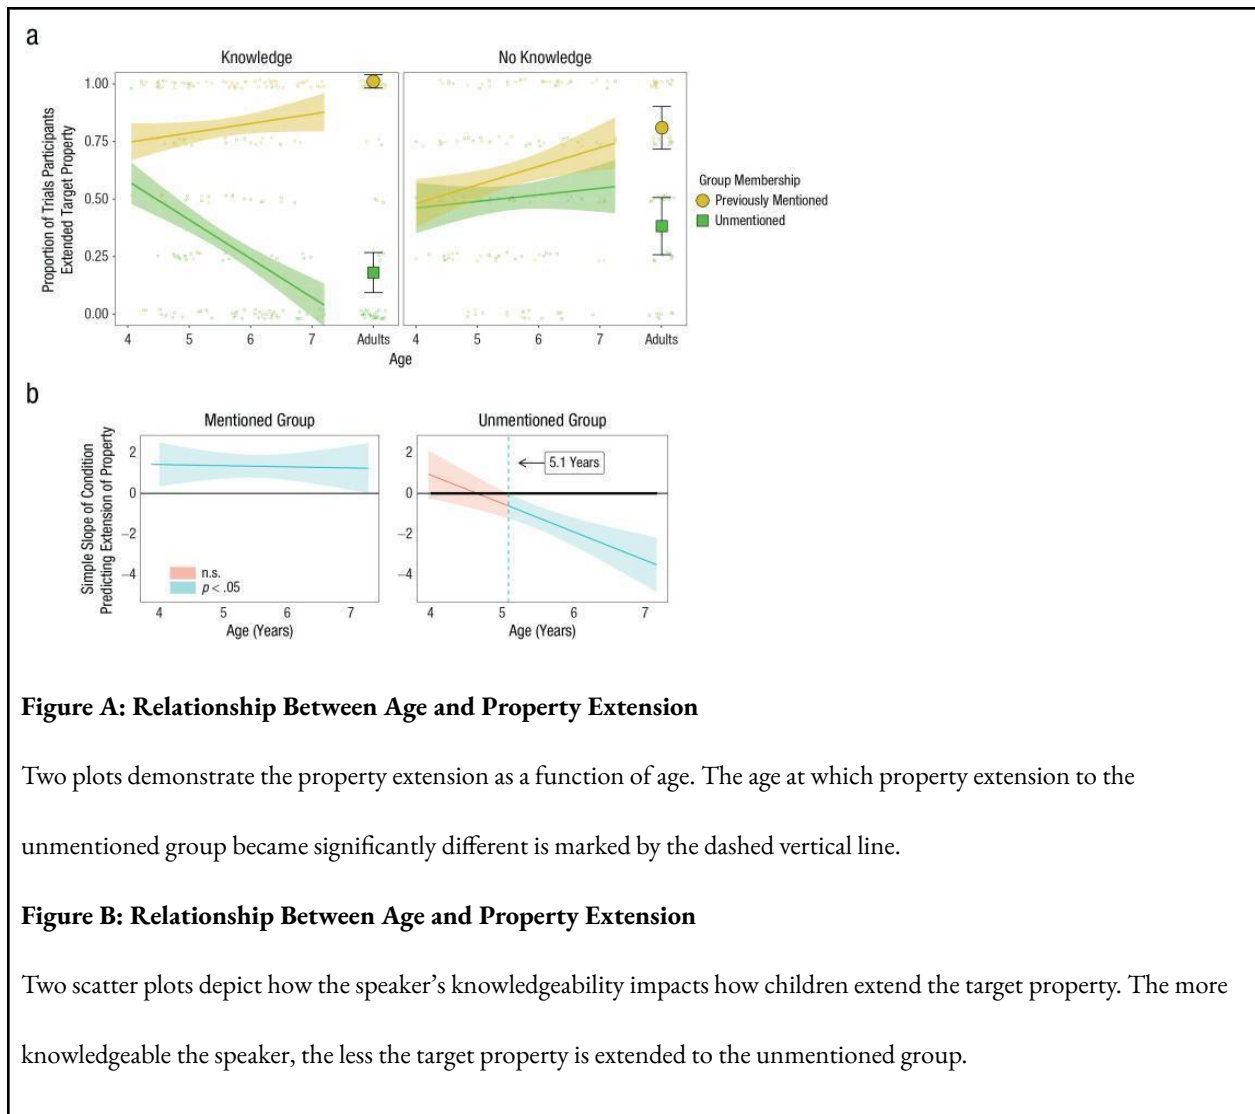 a
Knowledge
No Knowledge
Proportion of Trials Participants
Extended Target Property
1.00
0.75
0.50
0.25
0.00
4 5 6 7 Adults
4 5 6 7 Adults
Age
Group Membership
Previously Mentioned
Unmentioned
b
Mentioned Group
Unmentioned Group
Simple Slope of Condition
Predicting Extension of Property
2
0
−2
−4
2
0
−2
−4
5.1 Years
n.s.
p < .05
4 5 6 7
4 5 6 7
Age (Years)
Age (Years)
Figure A: Relationship Between Age and Property Extension
Two plots demonstrate the property extension as a function of age. The age at which property extension to the
unmentioned group became significantly different is marked by the dashed vertical line.
Figure B: Relationship Between Age and Property Extension
Two scatter plots depict how the speaker’s knowledgeability impacts how children extend the target property. The more
knowledgeable the speaker, the less the target property is extended to the unmentioned group.